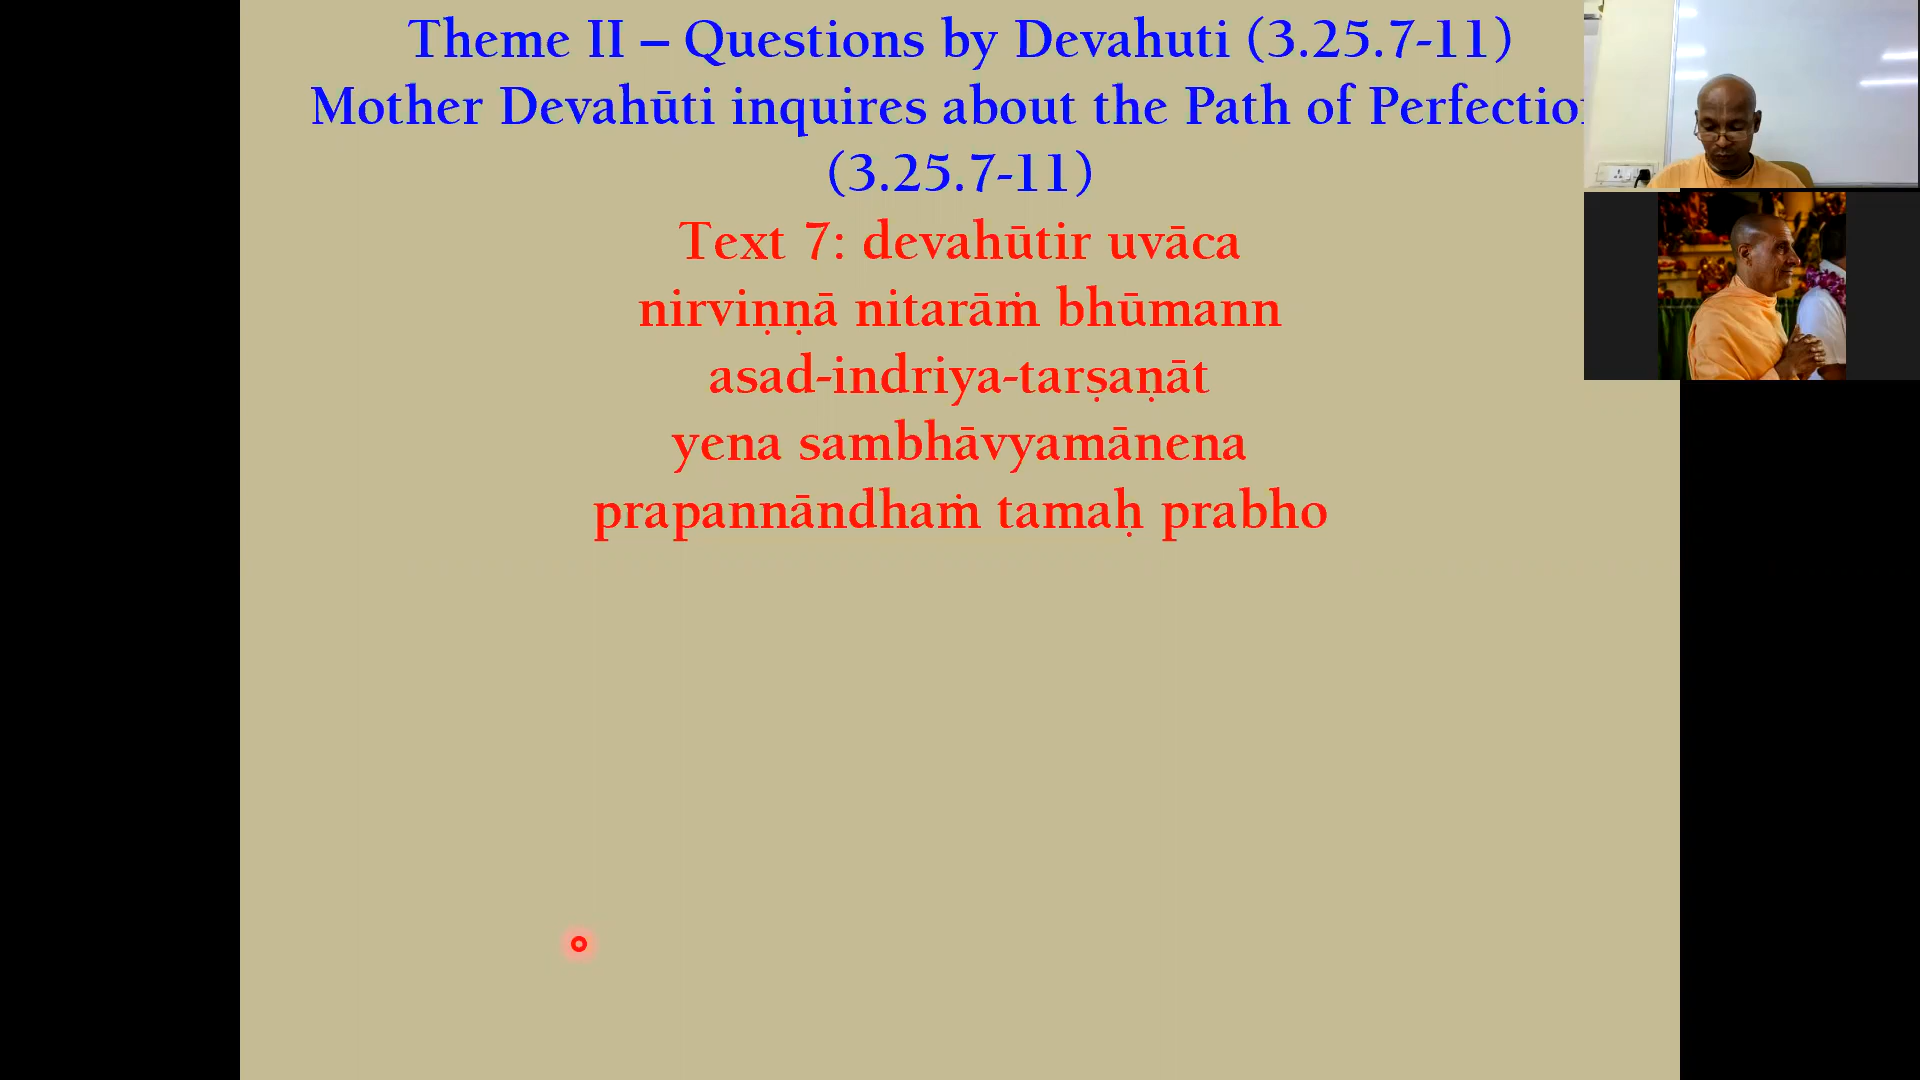 Theme II – Questions by Devahuti (3.25.7-11)
Mother Devahūti inquires about the Path of Perfectio
(3.25.7-11)
Text 7: devahūtir uvāca
nirviṇṇā nitarāṁ bhūmann
asad-indriya-tarṣaṇāt
yena sambhāvyamānena
prapannāndhaṁ tamaḥ prabho